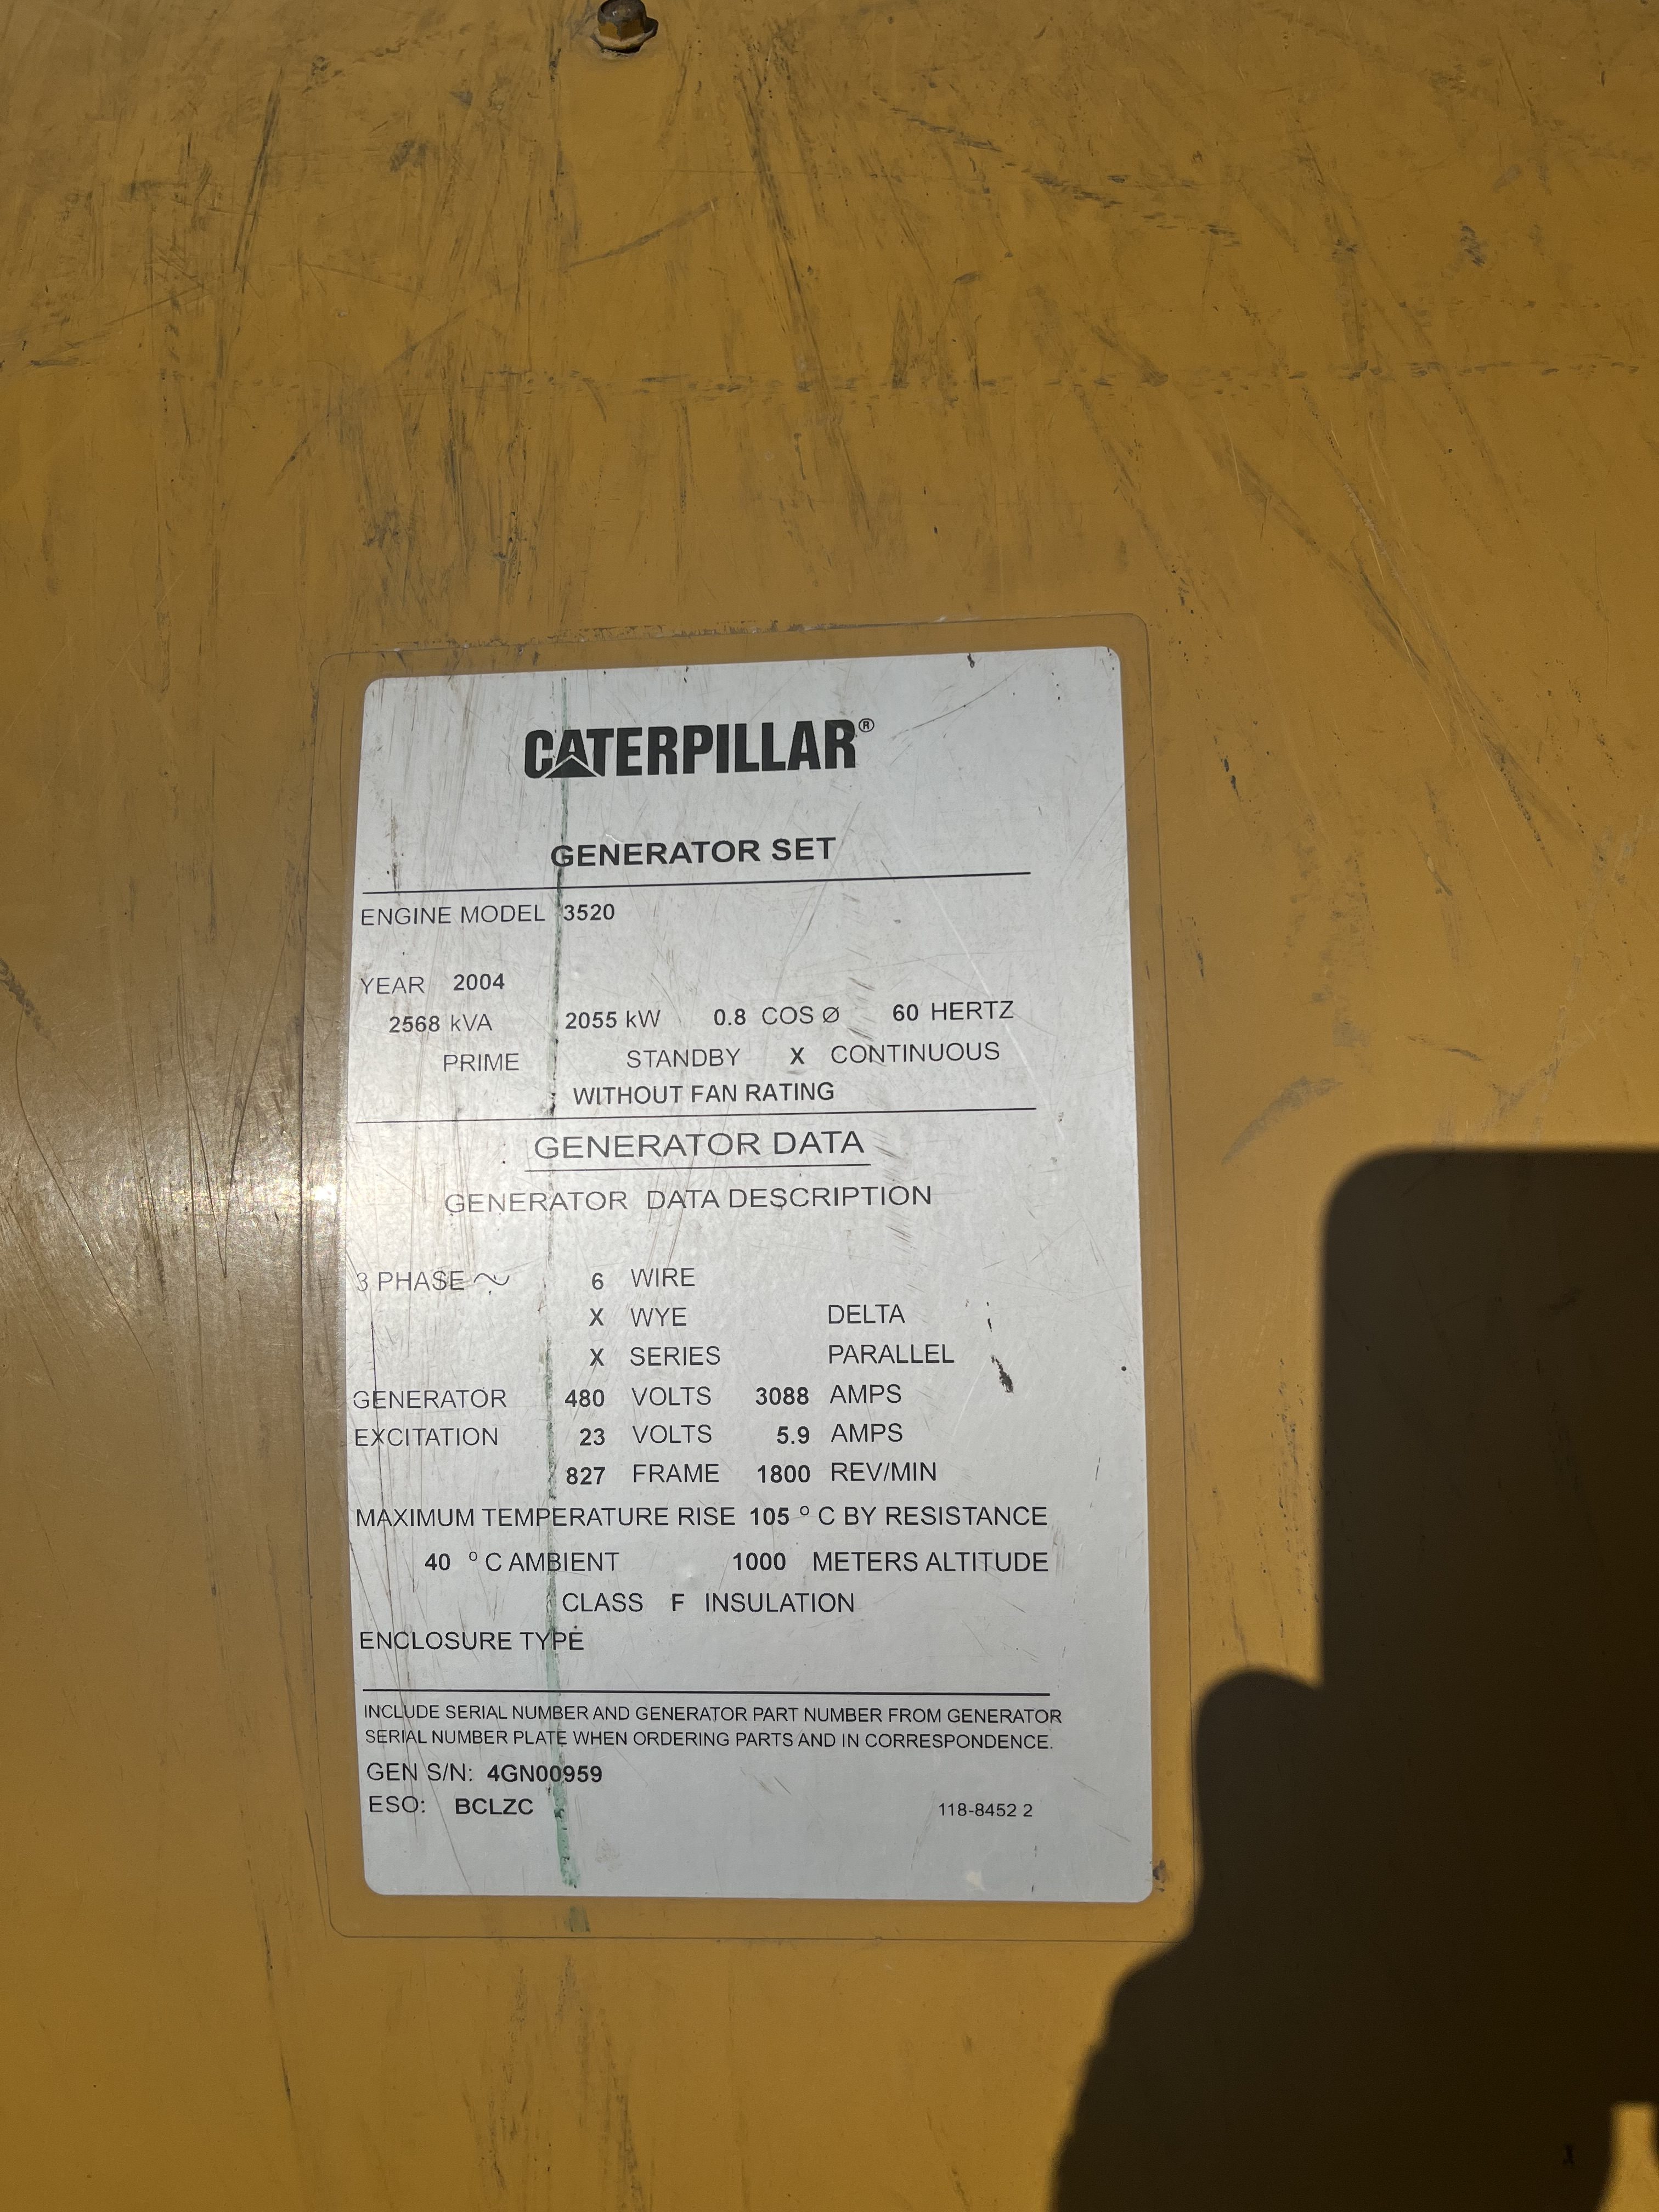 CATERPILLAR®
GENERATOR SET
ENGINE MODEL 3520
YEAR 2004
2568 kVA 2055 kW 0.8 COS Ø 60 HERTZ
PRIME STANDBY X CONTINUOUS
WITHOUT FAN RATING
GENERATOR DATA
GENERATOR DATA DESCRIPTION
3 PHASE ~ 6 WIRE
X WYE DELTA
X SERIES PARALLEL
GENERATOR 480 VOLTS 3088 AMPS
EXCITATION 23 VOLTS 5.9 AMPS
827 FRAME 1800 REV/MIN
MAXIMUM TEMPERATURE RISE 105 ° C BY RESISTANCE
40 ° C AMBIENT 1000 METERS ALTITUDE
CLASS F INSULATION
ENCLOSURE TYPE
INCLUDE SERIAL NUMBER AND GENERATOR PART NUMBER FROM GENERATOR
SERIAL NUMBER PLATE WHEN ORDERING PARTS AND IN CORRESPONDENCE.
GEN S/N: 4GN00959
ESO: BCLZC 118-8452 2